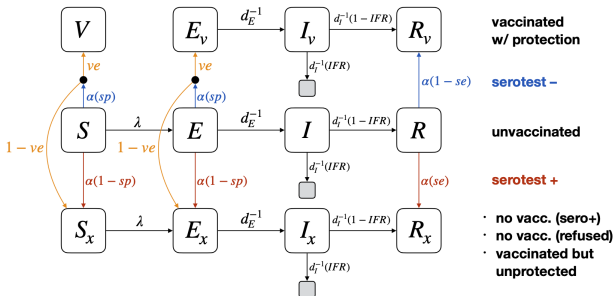 V E_v d_E^{-1} I_v d_I^{-1}(1 − IFR) R_v vaccinated
w/ protection
ve ve d_I^{-1}(IFR)
α(sp) α(sp) α(1 − se) serotest −
S λ E d_E^{-1} I d_I^{-1}(1 − IFR) R unvaccinated
1 − ve 1 − ve
α(1 − sp) α(1 − sp) d_I^{-1}(IFR) α(se) serotest +
S_x λ E_x d_E^{-1} I_x d_I^{-1}(1 − IFR) R_x · no vacc. (sero+)
· no vacc. (refused)
· vaccinated but
unprotected
d_I^{-1}(IFR)